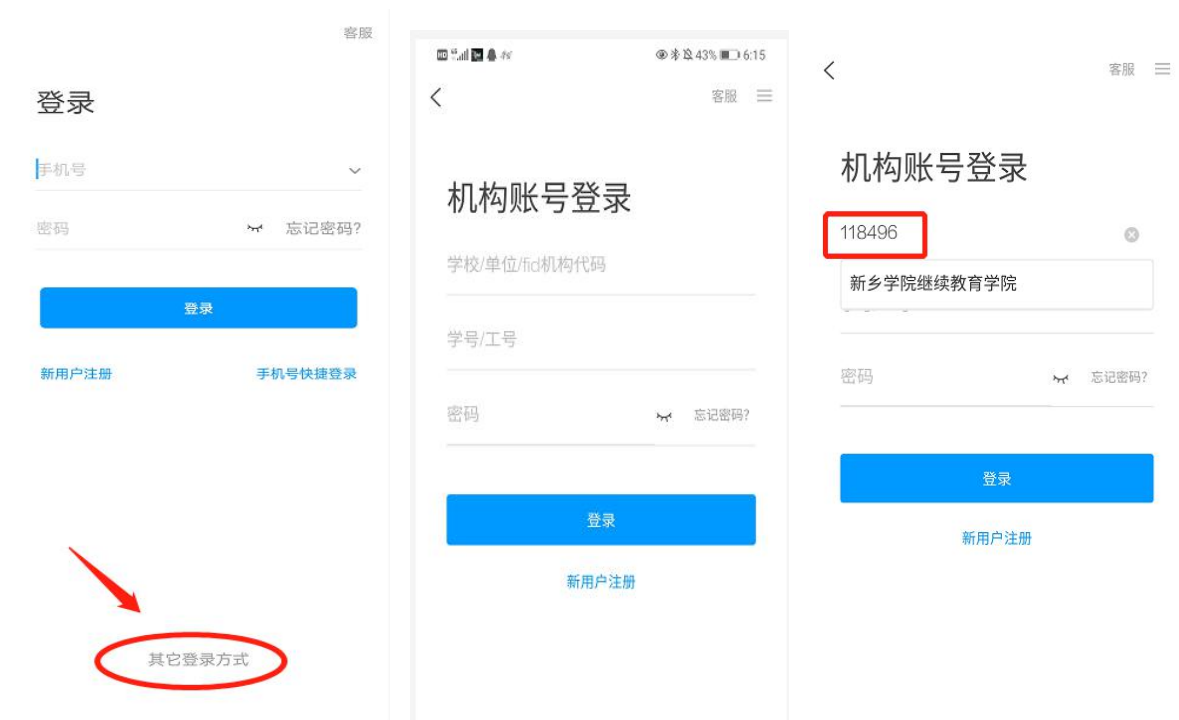 客服
登录
手机号
密码 忘记密码?
登录
新用户注册 手机号快捷登录
其它登录方式
HD 43% 6:15
客服
机构账号登录
学校/单位/fid机构代码
学号/工号
密码 忘记密码?
登录
新用户注册
客服
机构账号登录
118496
新乡学院继续教育学院
密码 忘记密码?
登录
新用户注册